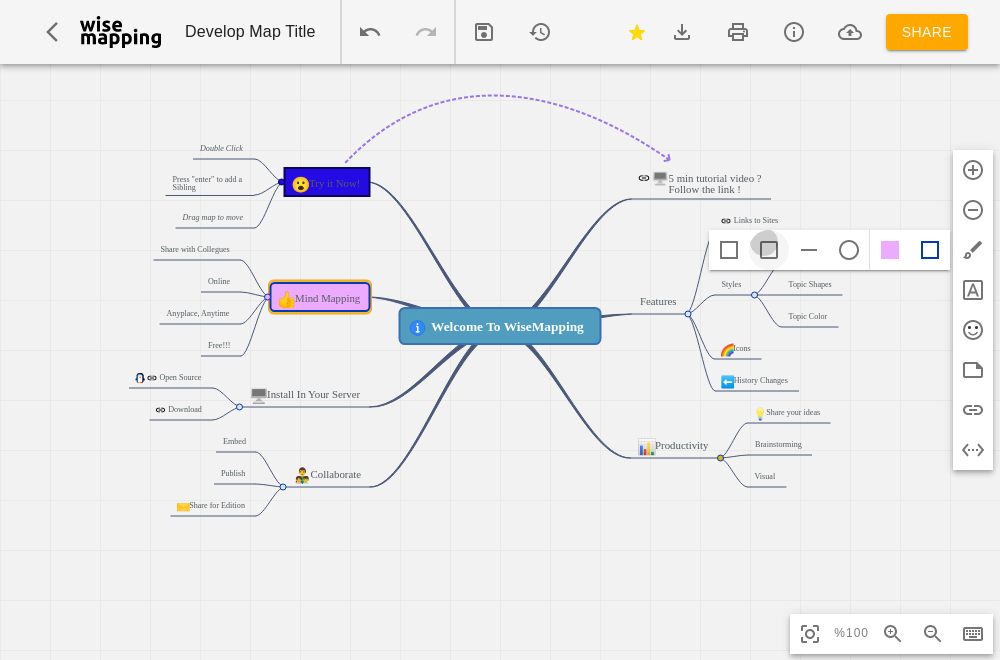 wise
mapping
Develop Map Title
SHARE
Double Click
Press "enter" to add a
Sibling
Drag map to move
Try it Now!
5 min tutorial video ?
Follow the link !
Share with Collegues
Online
Anyplace, Anytime
Free!!!
Mind Mapping
Welcome To WiseMapping
Links to Sites
Features
Styles
Topic Shapes
Topic Color
Icons
History Changes
Open Source
Download
Install In Your Server
Embed
Publish
Share for Edition
Collaborate
Productivity
Share your ideas
Brainstorming
Visual
A
%100